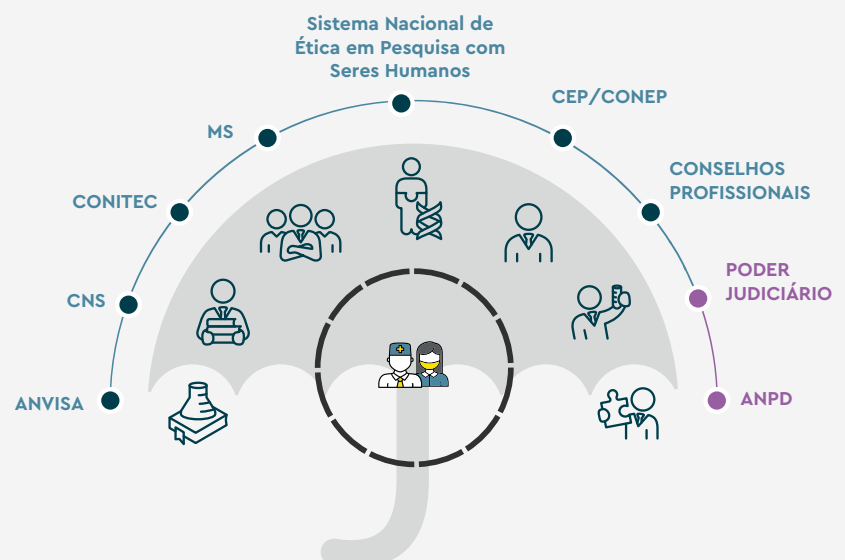 Sistema Nacional de
Ética em Pesquisa com
Seres Humanos
CEP/CONEP
MS
CONSELHOS
PROFISSIONAIS
CONITEC
PODER
JUDICIÁRIO
CNS
ANVISA
ANPD